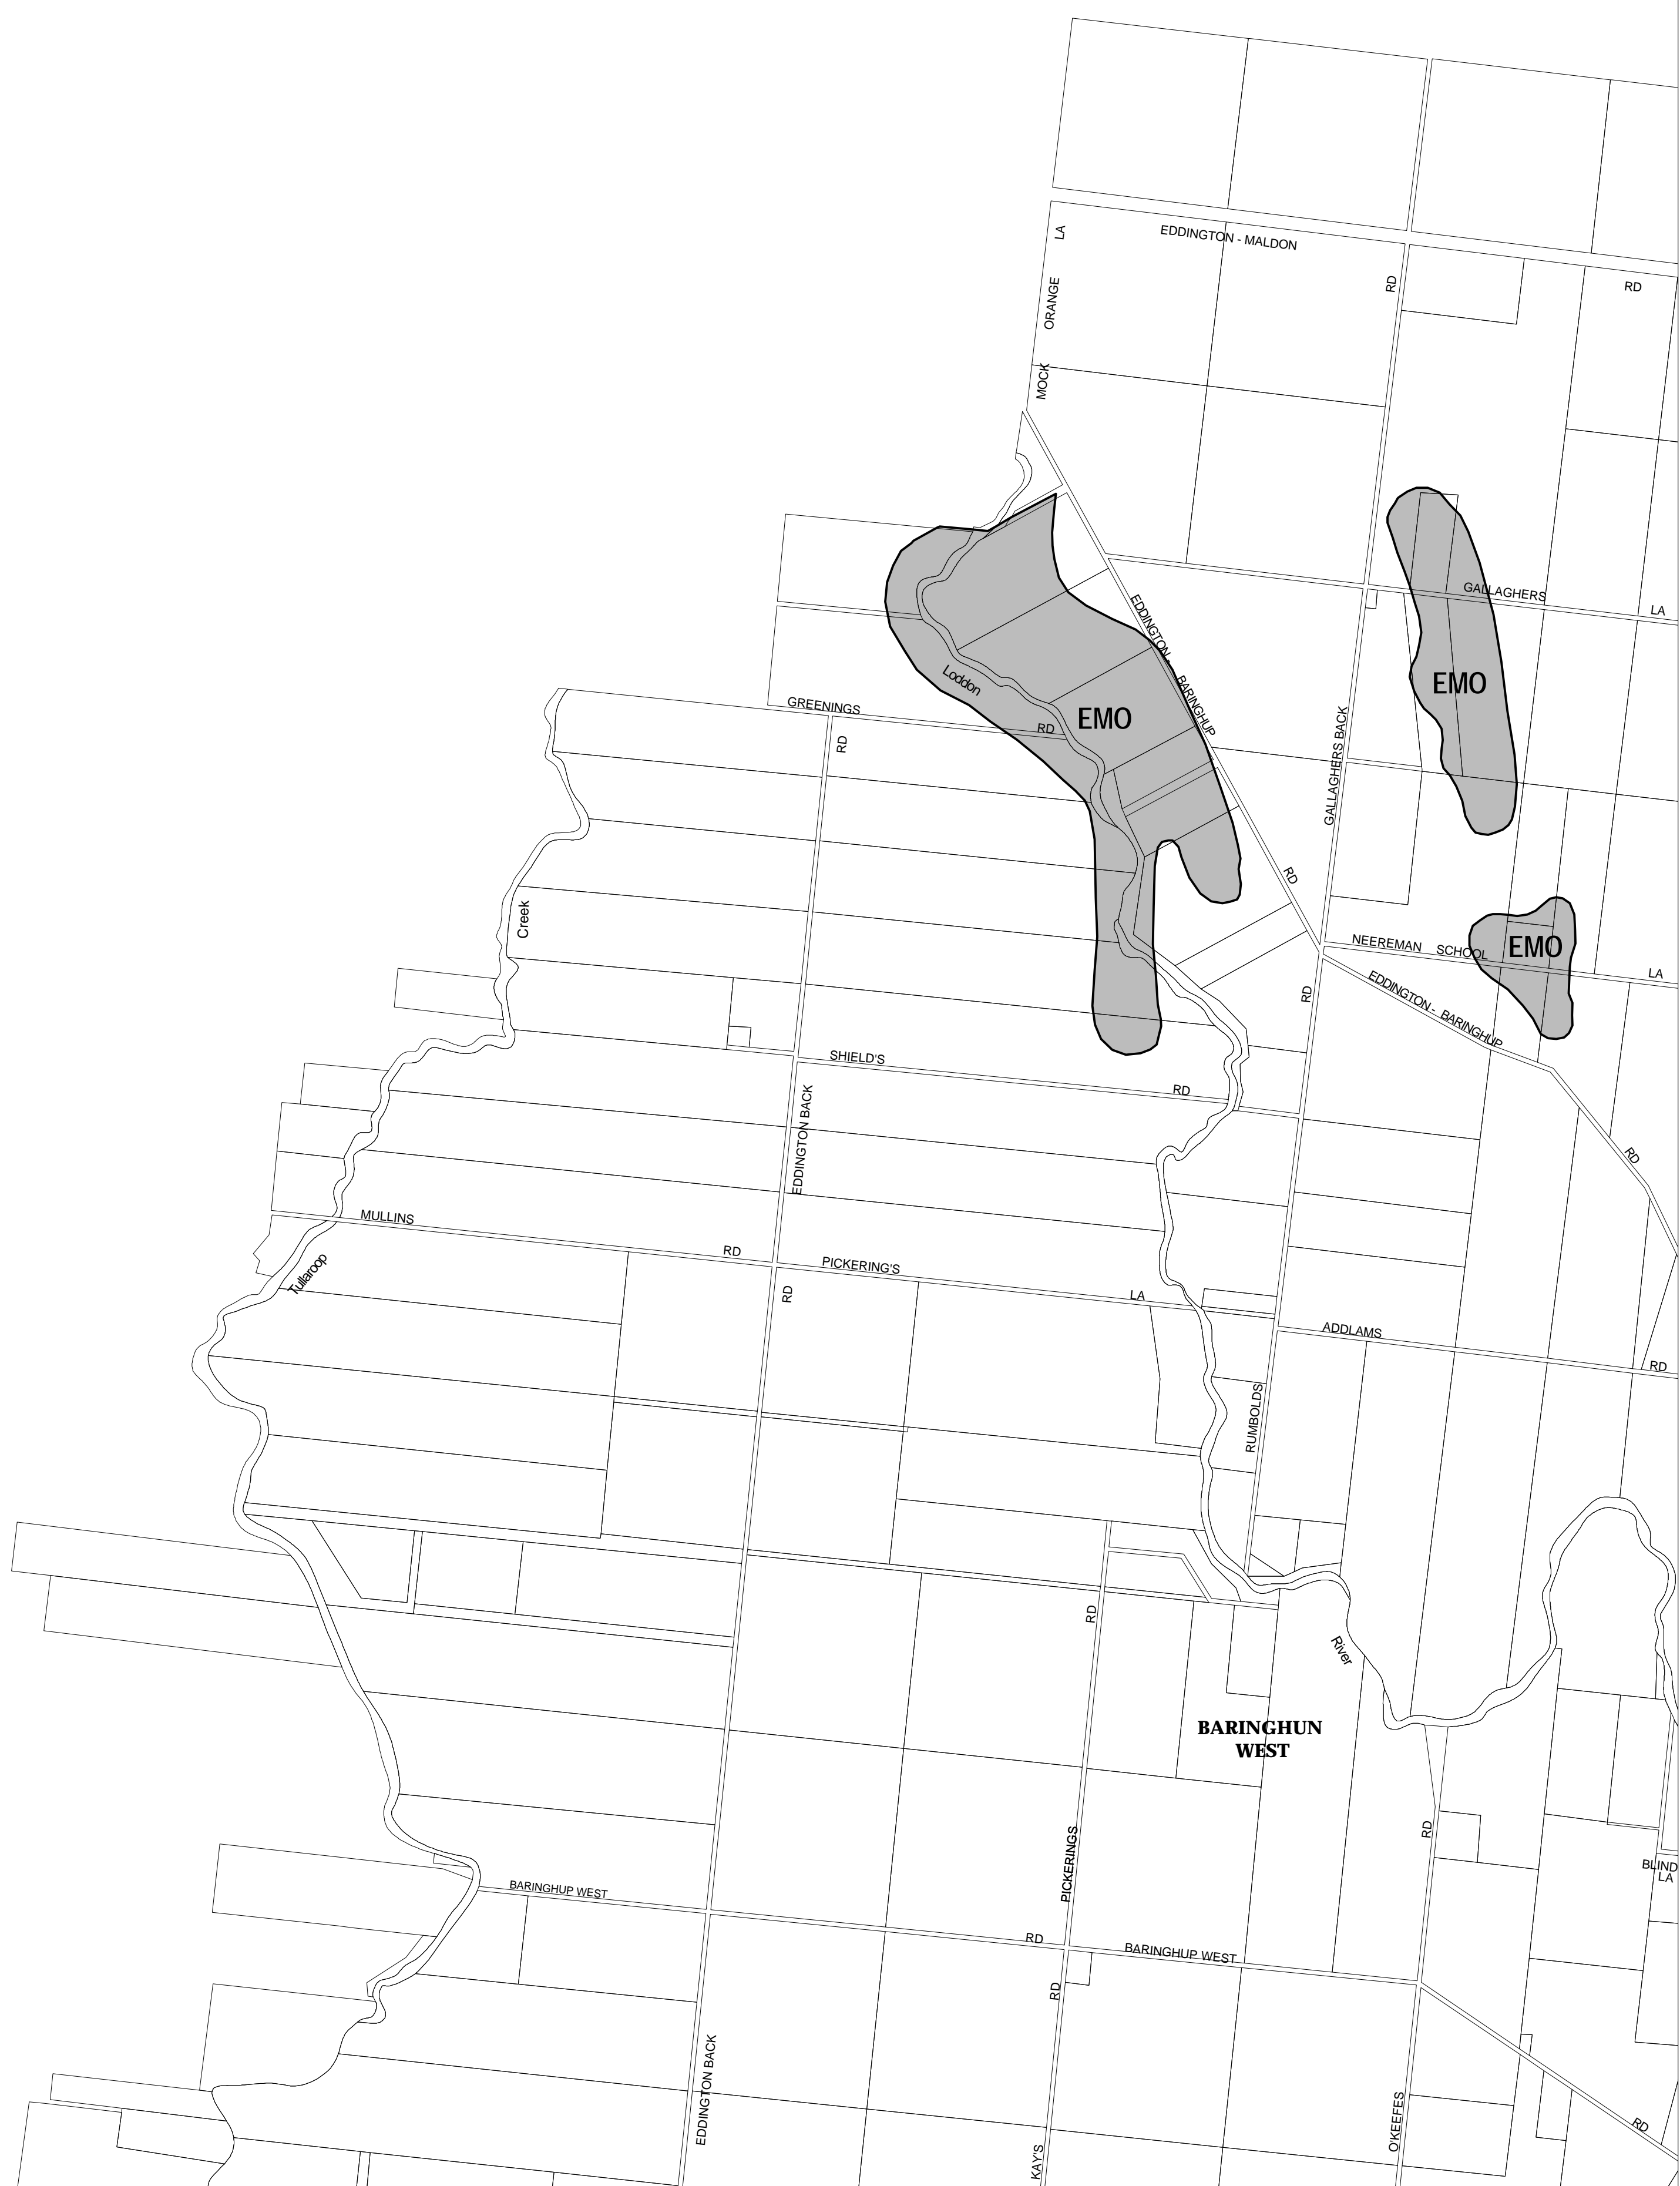 EDDINGTON - MALDON
RD
LA
ORANGE
MOCK
RD
GALLAGHERS
LA
EDDINGTON -
BARINGHUP
RD
EMO
EMO
Loddon
GREENINGS
RD
RD
GALLAGHERS BACK
EMO
NEEREMAN
SCHOOL
LA
EDDINGTON - BARINGHUP
RD
RD
Creek
SHIELD'S
RD
EDDINGTON BACK
MULLINS
RD
PICKERING'S
LA
RD
Tullaroop
ADDLAMS
RD
RUMBOLDS
RD
River
BARINGHUN
WEST
PICKERINGS
RD
BLIND
LA
BARINGHUP WEST
RD
BARINGHUP WEST
RD
RD
EDDINGTON BACK
KAY'S
O'KEEFES